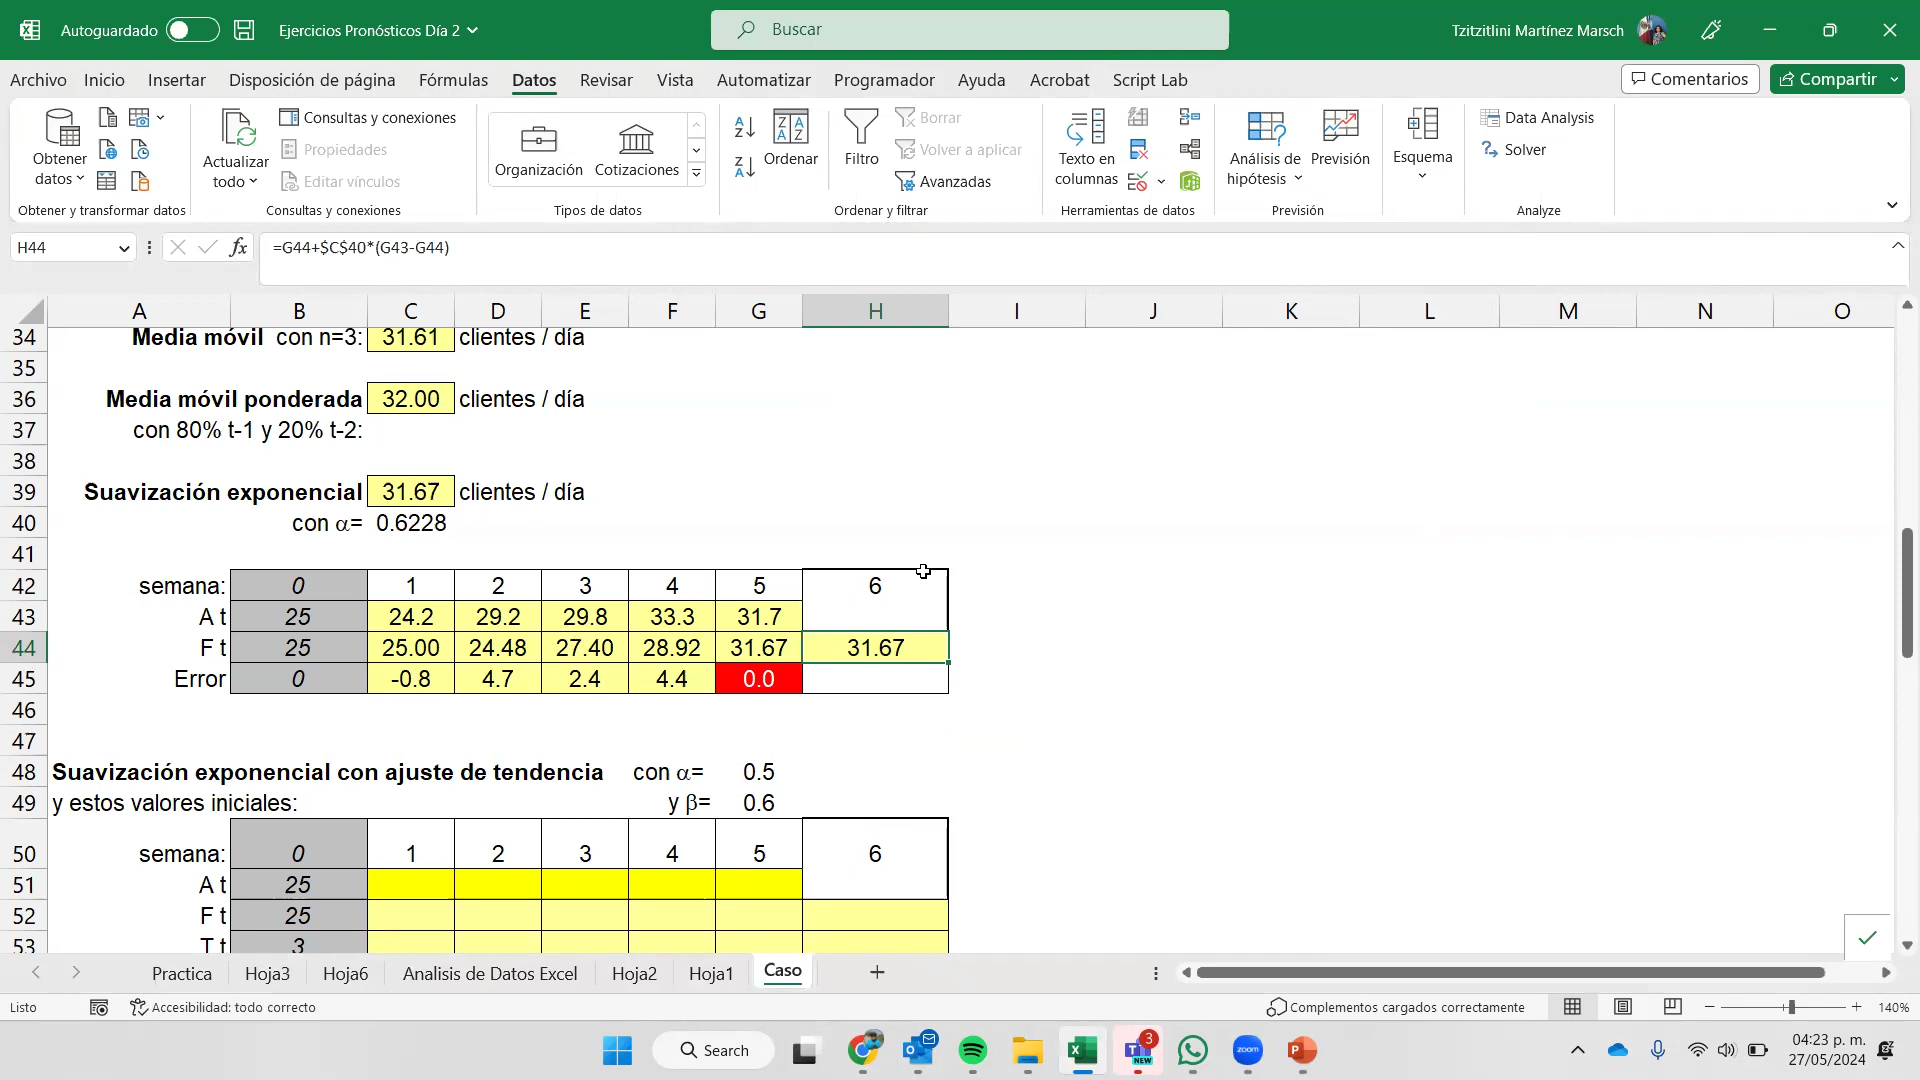 Autoguardado
Ejercicios Pronósticos Día 2
Buscar
Tzitzitlini Martínez Marsch
Archivo Inicio Insertar Disposición de página Fórmulas Datos Revisar Vista Automatizar Programador Ayuda Acrobat Script Lab
Comentarios
Compartir
Obtener datos
Obtener y transformar datos
Actualizar todo
Consultas y conexiones
Propiedades
Editar vínculos
Consultas y conexiones
Organización
Cotizaciones
Tipos de datos
Ordenar
Filtro
Borrar
Volver a aplicar
Avanzadas
Ordenar y filtrar
Texto en columnas
Herramientas de datos
Análisis de hipótesis
Previsión
Previsión
Esquema
Data Analysis
Solver
Analyze
H44
fx
=G44+$C$40*(G43-G44)
A B C D E F G H I J K L M N O
34 Media móvil con n=3: 31.61 clientes / día
35
36 Media móvil ponderada 32.00 clientes / día
37 con 80% t-1 y 20% t-2:
38
39 Suavización exponencial 31.67 clientes / día
40 con α= 0.6228
41
42 semana: 0 1 2 3 4 5 6
43 A t 25 24.2 29.2 29.8 33.3 31.7
44 F t 25 25.00 24.48 27.40 28.92 31.67 31.67
45 Error 0 -0.8 4.7 2.4 4.4 0.0
46
47
48 Suavización exponencial con ajuste de tendencia con α= 0.5
49 y estos valores iniciales: y β= 0.6
50 semana: 0 1 2 3 4 5 6
51 A t 25
52 F t 25
53 T t 3
Practica Hoja3 Hoja6 Analisis de Datos Excel Hoja2 Hoja1 Caso
Listo
Accesibilidad: todo correcto
Complementos cargados correctamente
140%
Search
3
NEW
zoom
04:23 p. m.
27/05/2024